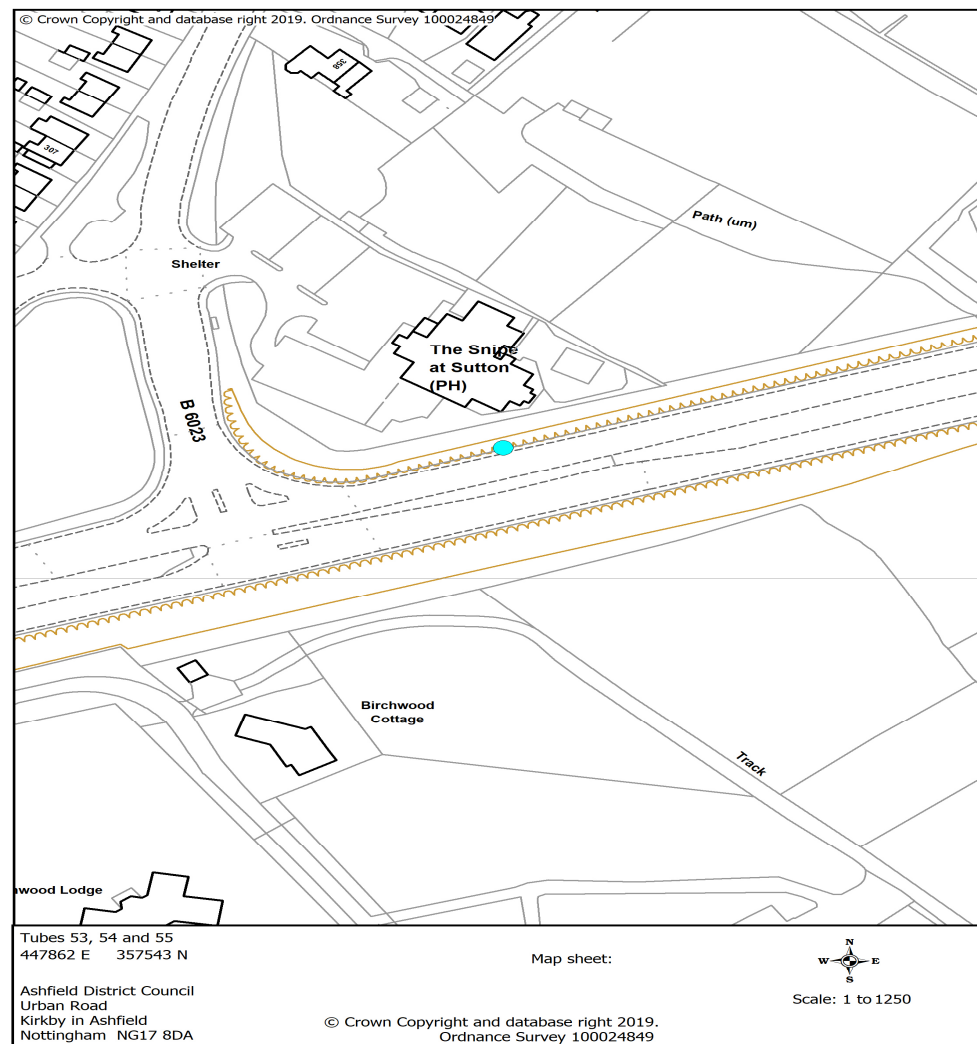 © Crown Copyright and database right 2019. Ordnance Survey 100024849
358
307
Path (um)
Shelter
The Snipe
at Sutton
(PH)
B 6023
Birchwood
Cottage
Track
wood Lodge
Tubes 53, 54 and 55
447862 E 357543 N
Map sheet:
N
W E
S
Scale: 1 to 1250
Ashfield District Council
Urban Road
Kirkby in Ashfield
Nottingham NG17 8DA
© Crown Copyright and database right 2019.
Ordnance Survey 100024849